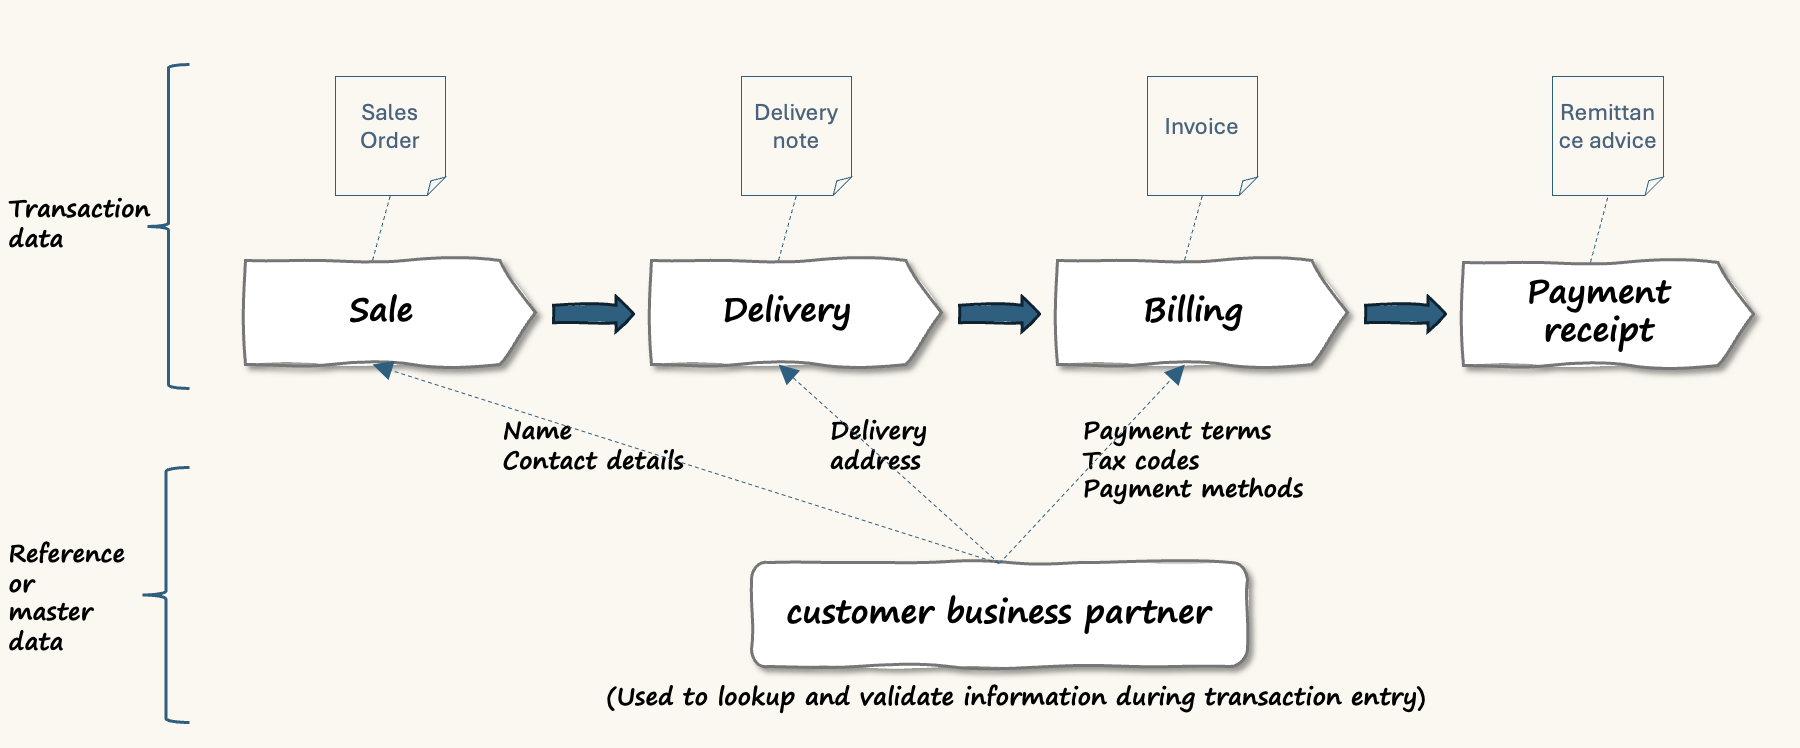 Sales
Order
Delivery
note
Invoice
Remittan
ce advice
Transaction
data
Sale
Delivery
Billing
Payment
receipt
Name
Contact details
Delivery
address
Payment terms
Tax codes
Payment methods
Reference
or
master
data
customer business partner
(Used to lookup and validate information during transaction entry)